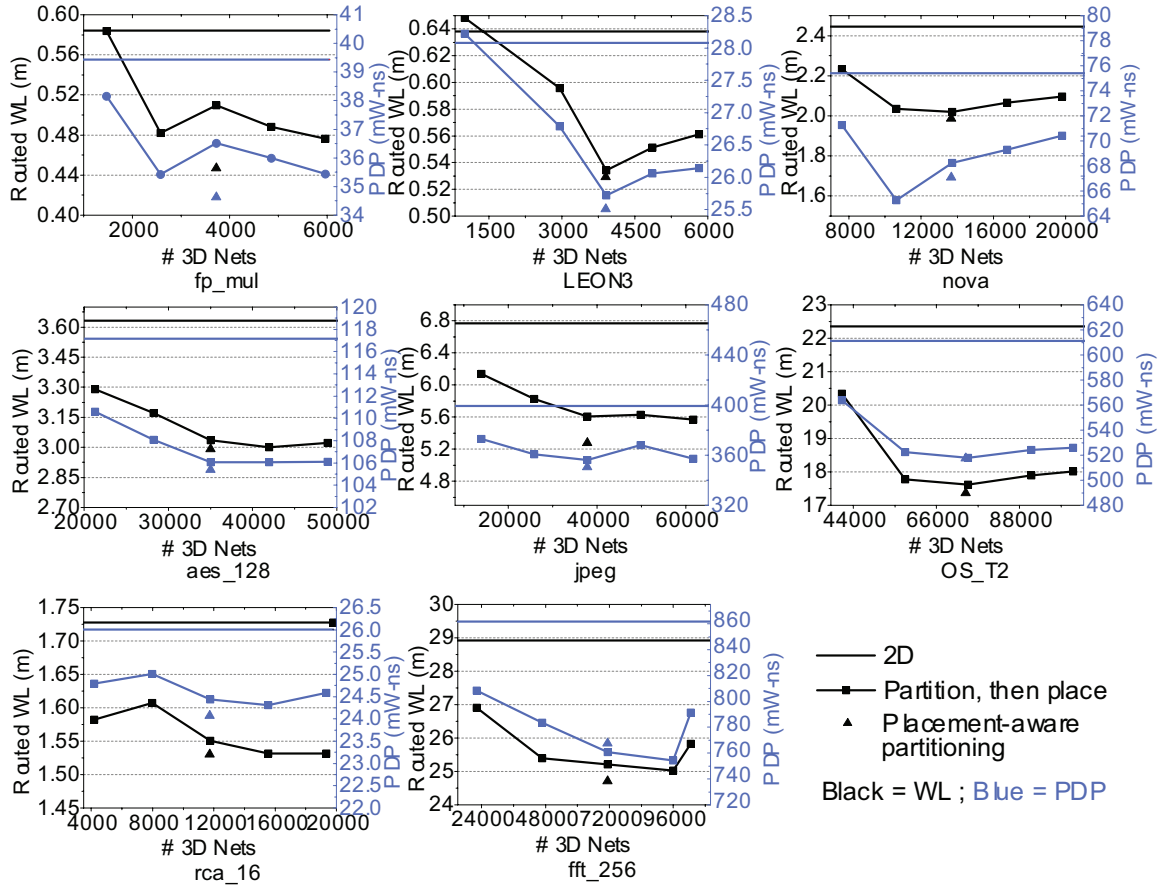 0.60
0.56
0.52
0.48
0.44
0.40
Routed WL (m)
41
40
39
38
37
36
35
34
PDP (mW-ns)
2000 4000 6000
# 3D Nets
fp_mul
0.64
0.62
0.60
0.58
0.56
0.54
0.52
0.50
Routed WL (m)
28.5
28.0
27.5
27.0
26.5
26.0
25.5
PDP (mW-ns)
1500 3000 4500 6000
# 3D Nets
LEON3
2.4
2.2
2.0
1.8
1.6
Routed WL (m)
80
78
76
74
72
70
68
66
64
PDP (mW-ns)
8000 12000 16000 20000
# 3D Nets
nova
3.60
3.45
3.30
3.15
3.00
2.85
2.70
Routed WL (m)
120
118
116
114
112
110
108
106
104
102
PDP (mW-ns)
20000 30000 40000 50000
# 3D Nets
aes_128
6.8
6.4
6.0
5.6
5.2
4.8
Routed WL (m)
480
440
400
360
320
PDP (mW-ns)
20000 40000 60000
# 3D Nets
jpeg
23
22
21
20
19
18
17
Routed WL (m)
640
620
600
580
560
540
520
500
480
PDP (mW-ns)
44000 66000 88000
# 3D Nets
OS_T2
1.75
1.70
1.65
1.60
1.55
1.50
1.45
Routed WL (m)
26.5
26.0
25.5
25.0
24.5
24.0
23.5
23.0
22.5
22.0
PDP (mW-ns)
4000 8000 12000 16000 20000
# 3D Nets
rca_16
30
29
28
27
26
25
24
Routed WL (m)
860
840
820
800
780
760
740
720
PDP (mW-ns)
24000 48000 72000 96000
# 3D Nets
fft_256
2D
Partition, then place
Placement-aware
partitioning
Black = WL ; Blue = PDP